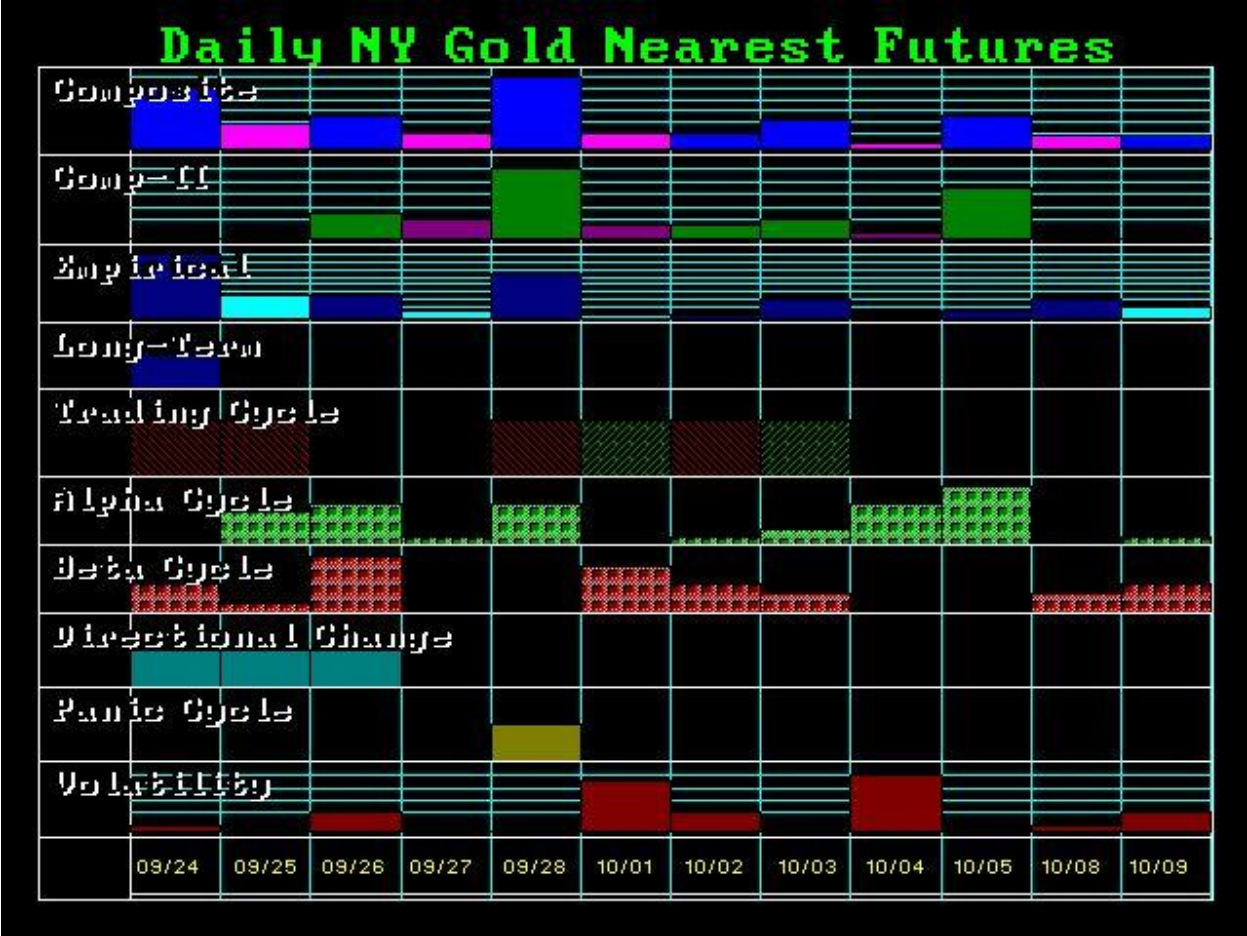 Daily NY Gold Nearest Futures
Composite
Comp-II
Empirical
Long-Term
Trading Cycle
Alpha Cycle
Beta Cycle
Directional Change
Panic Cycle
Volatility
09/24 09/25 09/26 09/27 09/28 10/01 10/02 10/03 10/04 10/05 10/08 10/09